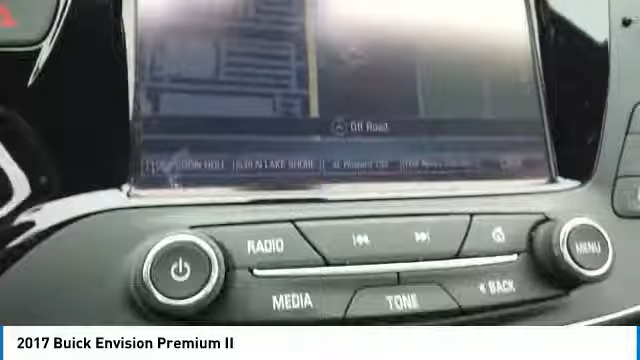 Off Road
RADIO
MENU
MEDIA
TONE
BACK
2017 Buick Envision Premium II